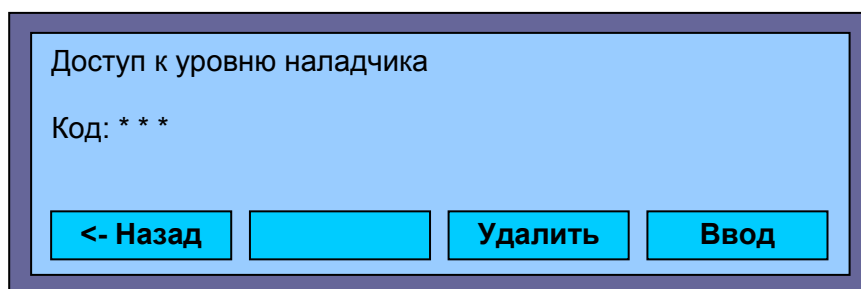 Доступ к уровню наладчика
Код: * * *
<- Назад Удалить Ввод